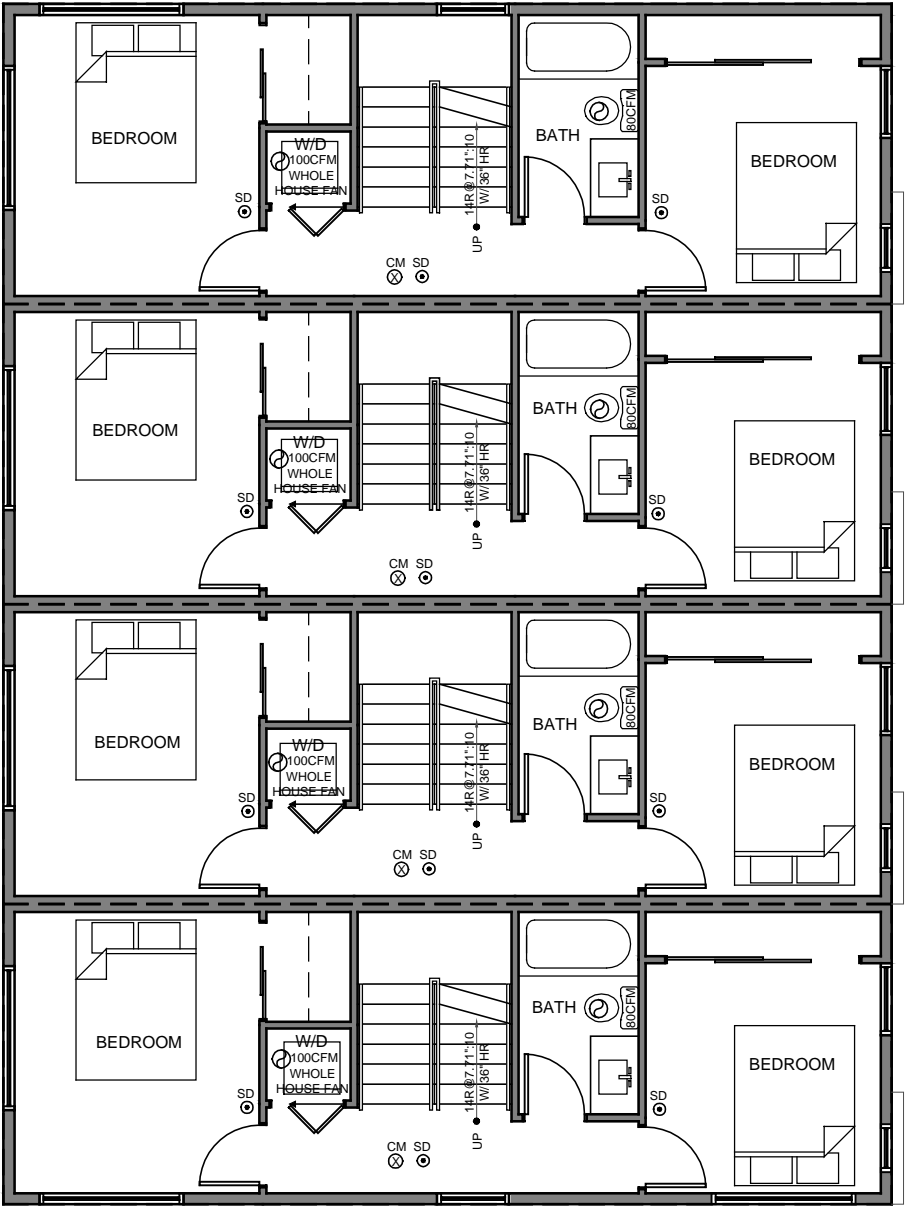 BEDROOM
W/D
100CFM
WHOLE
HOUSE FAN
SD
14R@7.71":10
W/ 36" HR
UP
CM SD
BATH
80CFM
BEDROOM
SD
BEDROOM
W/D
100CFM
WHOLE
HOUSE FAN
SD
14R@7.71":10
W/ 36" HR
UP
CM SD
BATH
80CFM
BEDROOM
SD
BEDROOM
W/D
100CFM
WHOLE
HOUSE FAN
SD
14R@7.71":10
W/ 36" HR
UP
CM SD
BATH
80CFM
BEDROOM
SD
BEDROOM
W/D
100CFM
WHOLE
HOUSE FAN
SD
14R@7.71":10
W/ 36" HR
UP
CM SD
BATH
80CFM
BEDROOM
SD